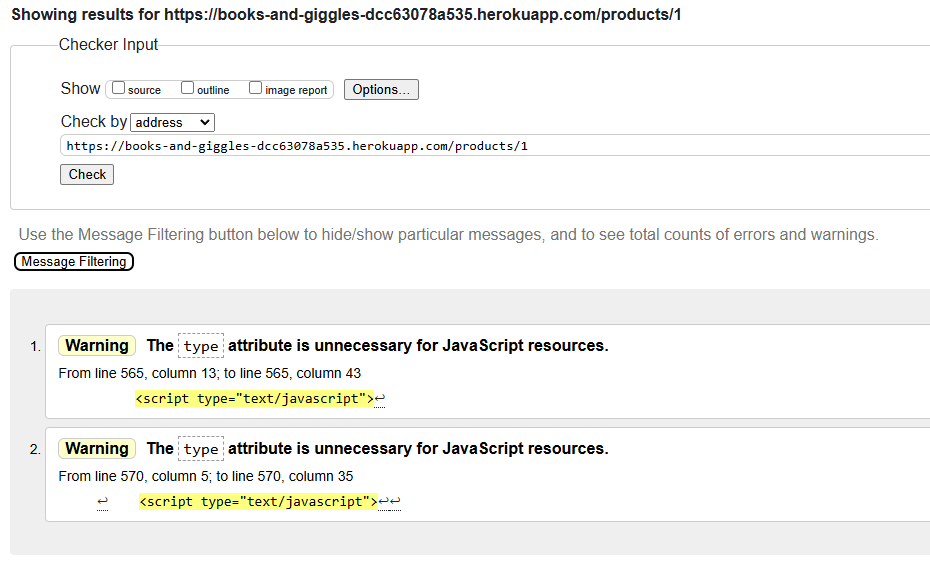 Showing results for https://books-and-giggles-dcc63078a535.herokuapp.com/products/1
Checker Input
Show source outline image report Options...
Check by address
https://books-and-giggles-dcc63078a535.herokuapp.com/products/1
Check
Use the Message Filtering button below to hide/show particular messages, and to see total counts of errors and warnings.
Message Filtering
1. Warning The type attribute is unnecessary for JavaScript resources.
From line 565, column 13; to line 565, column 43
<script type="text/javascript">↩
2. Warning The type attribute is unnecessary for JavaScript resources.
From line 570, column 5; to line 570, column 35
↩ <script type="text/javascript">↩↩